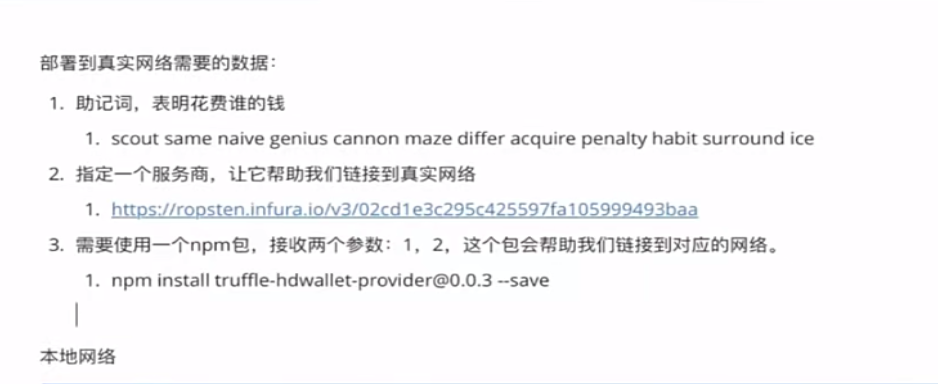 部署到真实网络需要的数据：
1. 助记词，表明花费谁的钱
1. scout same naive genius cannon maze differ acquire penalty habit surround ice
2. 指定一个服务商，让它帮助我们链接到真实网络
1. https://ropsten.infura.io/v3/02cd1e3c295c425597fa105999493baa
3. 需要使用一个npm包，接收两个参数：1，2，这个包会帮助我们链接到对应的网络。
1. npm install truffle-hdwallet-provider@0.0.3 --save
本地网络